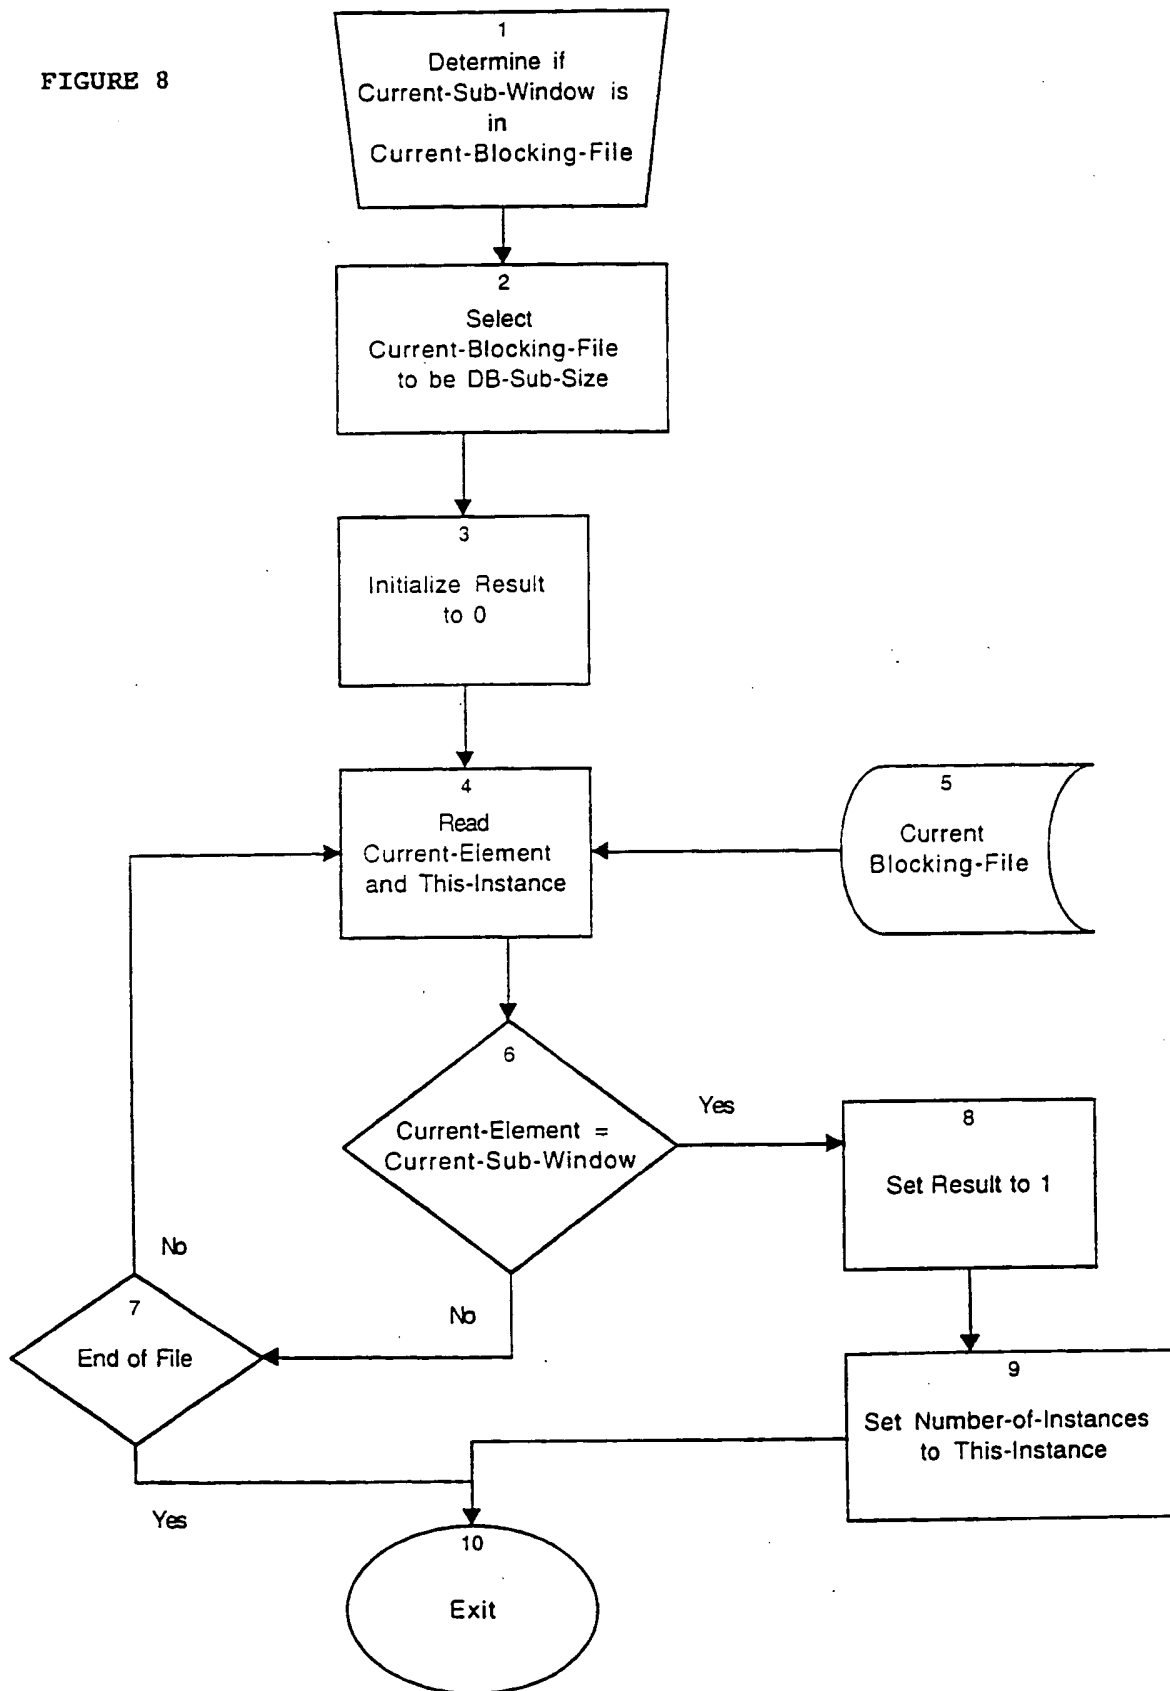 FIGURE 8
1
Determine if
Current-Sub-Window is
in
Current-Blocking-File
2
Select
Current-Blocking-File
to be DB-Sub-Size
3
Initialize Result
to 0
4
Read
Current-Element
and This-Instance
5
Current
Blocking-File
6
Current-Element =
Current-Sub-Window
Yes
No
7
End of File
No
Yes
8
Set Result to 1
9
Set Number-of-Instances
to This-Instance
10
Exit